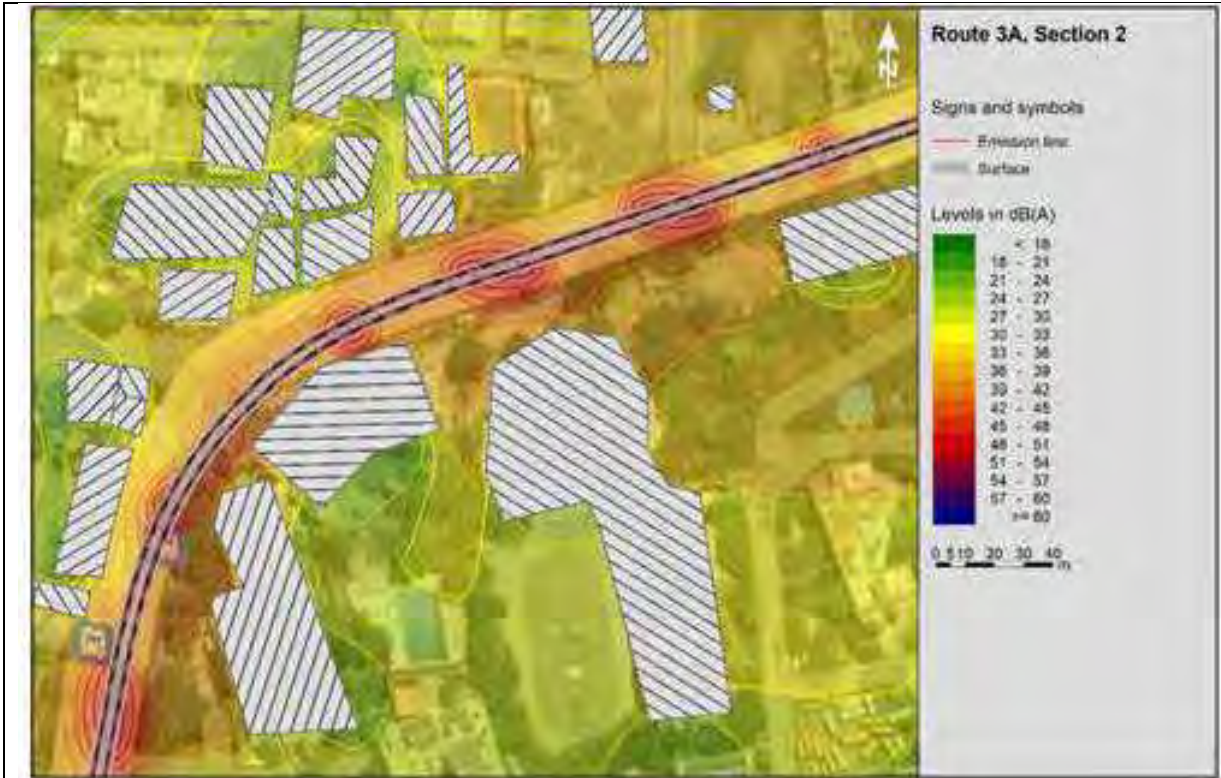 Route 3A, Section 2
N
Signs and symbols
Emission line
Surface
Levels in dB(A)
< 18
18 - 21
21 - 24
24 - 27
27 - 30
30 - 33
33 - 36
36 - 39
39 - 42
42 - 45
45 - 48
48 - 51
51 - 54
54 - 57
57 - 60
>= 60
0 5 10 20 30 40
m